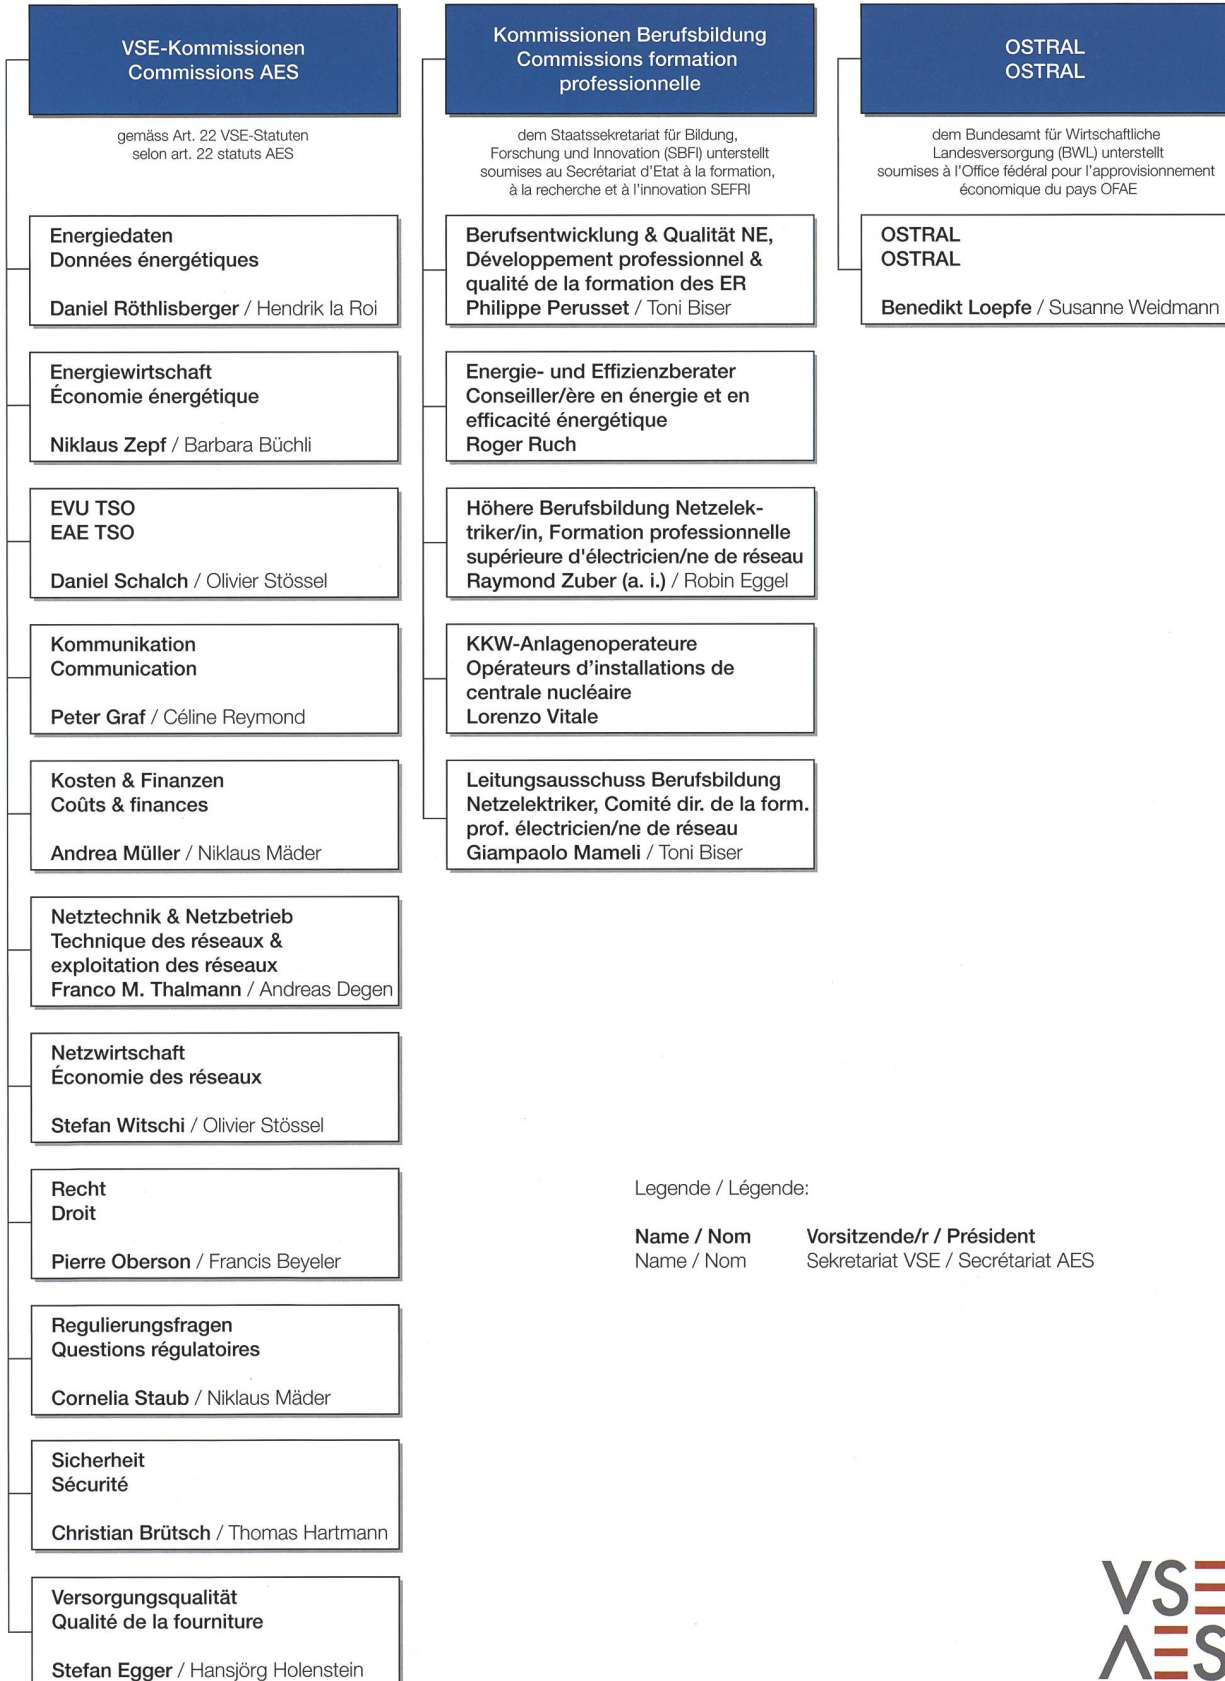 VSE-Kommissionen
Commissions AES
gemäss Art. 22 VSE-Statuten
selon art. 22 statuts AES
Energiedaten
Données énergétiques
Daniel Röthlisberger / Hendrik la Roi
Energiewirtschaft
Économie énergétique
Niklaus Zepf / Barbara Büchli
EVU TSO
EAE TSO
Daniel Schalch / Olivier Stössel
Kommunikation
Communication
Peter Graf / Céline Reymond
Kosten & Finanzen
Coûts & finances
Andrea Müller / Niklaus Mäder
Netztechnik & Netzbetrieb
Technique des réseaux &
exploitation des réseaux
Franco M. Thalmann / Andreas Degen
Netzwirtschaft
Économie des réseaux
Stefan Witschi / Olivier Stössel
Recht
Droit
Pierre Oberson / Francis Beyeler
Regulierungsfragen
Questions régulatoires
Cornelia Staub / Niklaus Mäder
Sicherheit
Sécurité
Christian Brütsch / Thomas Hartmann
Versorgungsqualität
Qualité de la fourniture
Stefan Egger / Hansjörg Holenstein
Kommissionen Berufsbildung
Commissions formation
professionnelle
dem Staatssekretariat für Bildung,
Forschung und Innovation (SBFI) unterstellt
soumises au Secrétariat d'Etat à la formation,
à la recherche et à l'innovation SEFRI
Berufsentwicklung & Qualität NE,
Développement professionnel &
qualité de la formation des ER
Philippe Perusset / Toni Biser
Energie- und Effizienzberater
Conseiller/ère en énergie et en
efficacité énergétique
Roger Ruch
Höhere Berufsbildung Netzelek-
triker/in, Formation professionnelle
supérieure d'électricien/ne de réseau
Raymond Zuber (a. i.) / Robin Eggel
KKW-Anlagenoperateure
Opérateurs d'installations de
centrale nucléaire
Lorenzo Vitale
Leitungsausschuss Berufsbildung
Netzelektriker, Comité dir. de la form.
prof. électricien/ne de réseau
Giampaolo Mameli / Toni Biser
OSTRAL
OSTRAL
dem Bundesamt für Wirtschaftliche
Landesversorgung (BWL) unterstellt
soumises à l'Office fédéral pour l'approvisionnement
économique du pays OFAE
OSTRAL
OSTRAL
Benedikt Loepfe / Susanne Weidmann
Legende / Légende:
Name / Nom Vorsitzende/r / Président
Name / Nom Sekretariat VSE / Secrétariat AES
VSE
AES